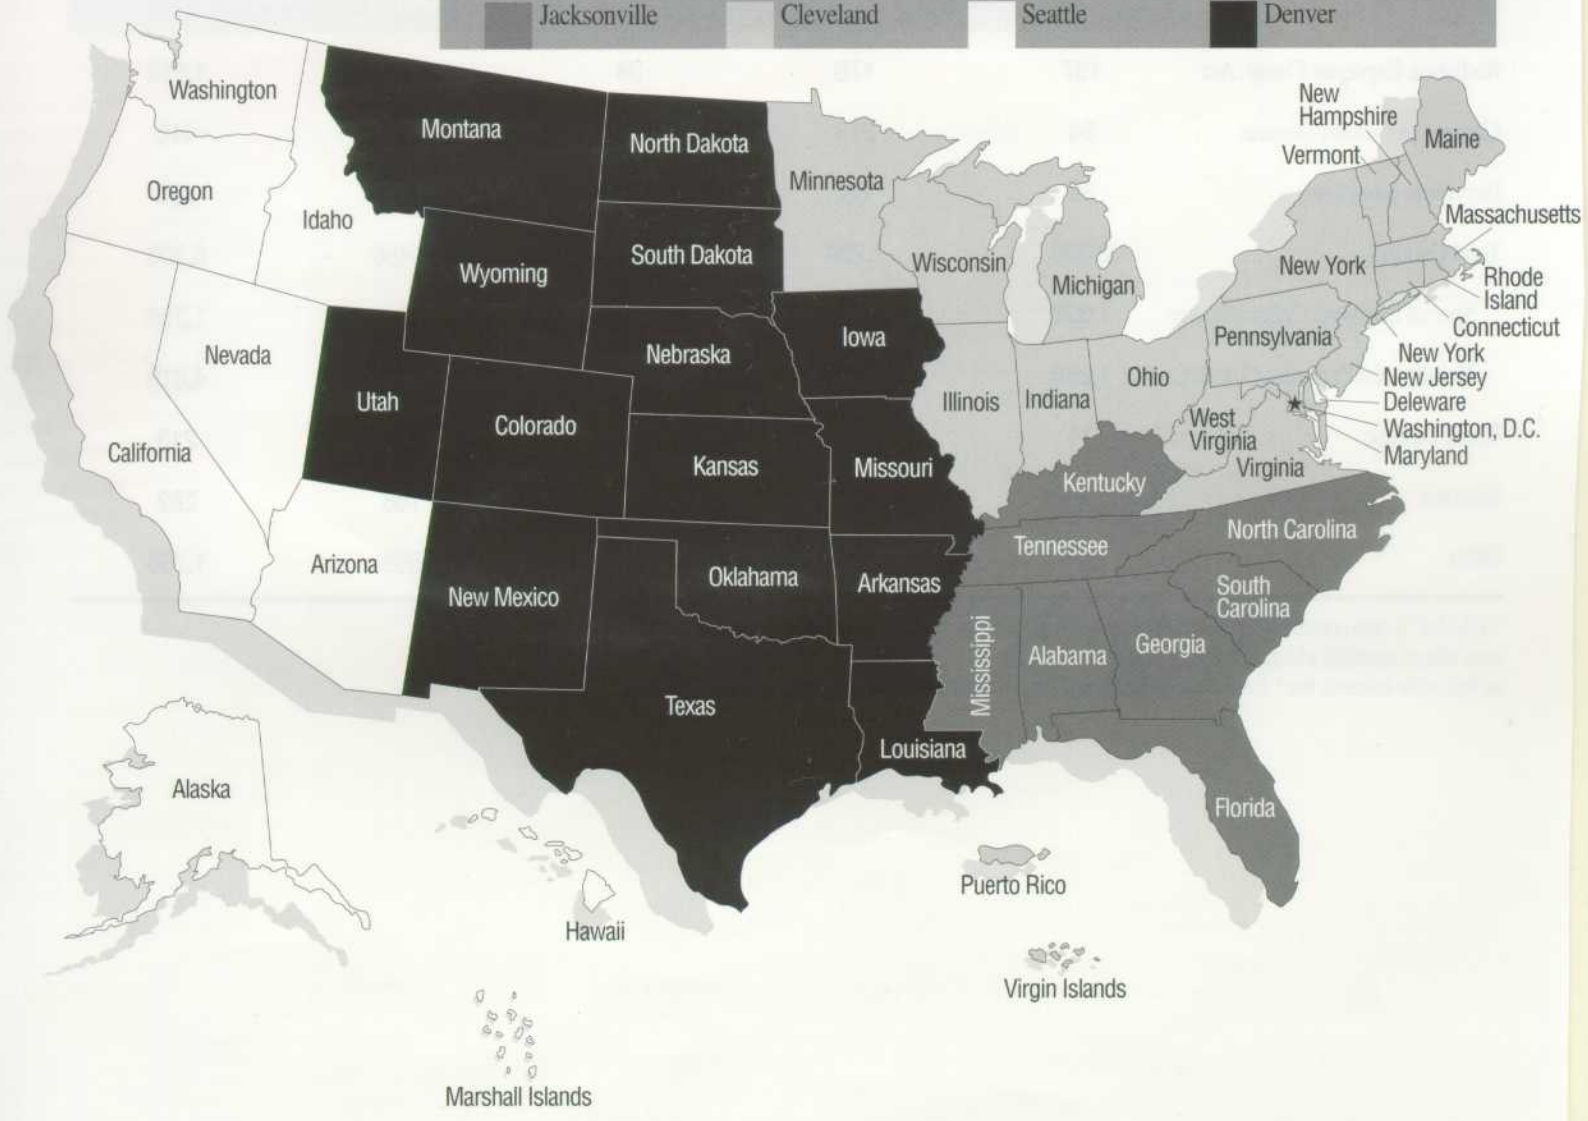 Jacksonville
Cleveland
Seattle
Denver
Washington
Montana
North Dakota
Minnesota
New
Hampshire
Vermont
Maine
Oregon
Idaho
Massachusetts
Wyoming
South Dakota
Wisconsin
Michigan
New York
Rhode
Island
Connecticut
Nevada
Utah
Nebraska
Iowa
Pennsylvania
New York
New Jersey
Deleware
Washington, D.C.
Maryland
Illinois
Indiana
Ohio
West
Virginia
Virginia
California
Colorado
Kansas
Missouri
Kentucky
Arizona
New Mexico
Oklahoma
Arkansas
Tennessee
North Carolina
South
Carolina
Mississippi
Alabama
Georgia
Texas
Louisiana
Florida
Alaska
Hawaii
Puerto Rico
Virgin Islands
Marshall Islands